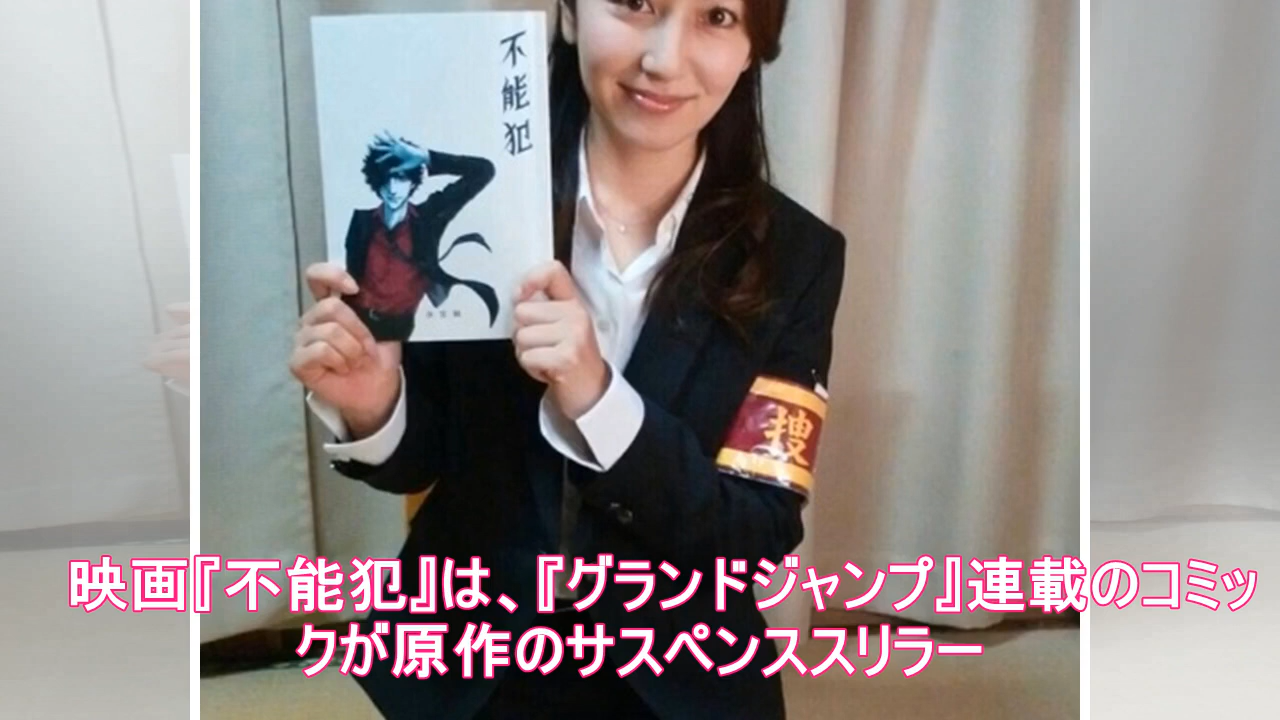 不能犯
捜
映画『不能犯』は、『グランドジャンプ』連載のコミッ
クが原作のサスペンススリラー